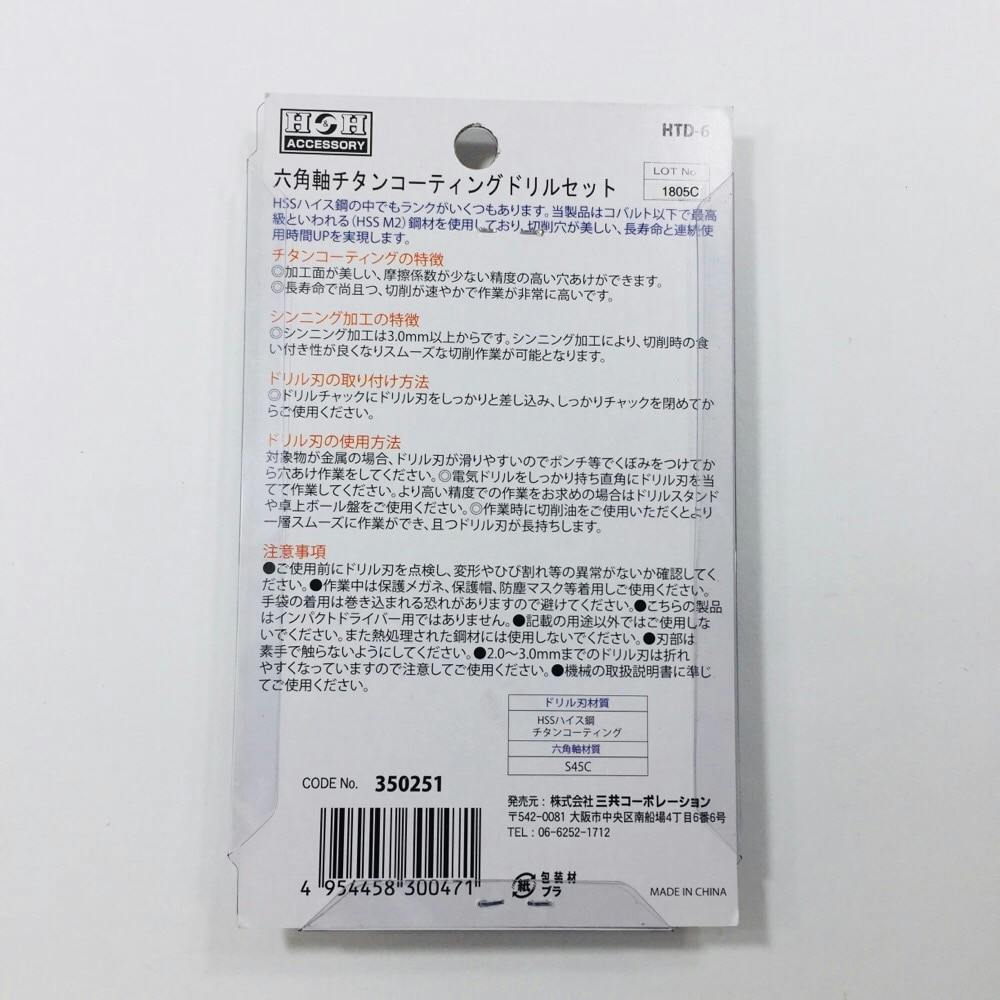 H&H
ACCESSORY
HTD-6
LOT No.
1805C
六角軸チタンコーティングドリルセット
HSSハイス鋼の中でもランクがいくつもあります。当製品はコバルト以下で最高
級といわれる(HSS M2)鋼材を使用しており、切削穴が美しい、長寿命と連続使
用時間UPを実現します。
チタンコーティングの特徴
◎加工面が美しい、摩擦係数が少ない精度の高い穴あけができます。
◎長寿命で尚且つ、切削が速やかで作業が非常に高いです。
シンニング加工の特徴
◎シンニング加工は3.0mm以上からです。シンニング加工により、切削時の食
い付き性が良くなりスムーズな切削作業が可能となります。
ドリル刃の取り付け方法
◎ドリルチャックにドリル刃をしっかりと差し込み、しっかりチャックを閉めてか
らご使用ください。
ドリル刃の使用方法
対象物が金属の場合、ドリル刃が滑りやすいのでポンチ等でくぼみをつけてか
ら穴あけ作業をしてください。◎電気ドリルをしっかり持ち直角にドリル刃を当
てて作業してください。より高い精度での作業をお求めの場合はドリルスタンド
や卓上ボール盤をご使用ください。◎作業時に切削油をご使用いただくとより
一層スムーズに作業ができ、且つドリル刃が長持ちします。
注意事項
●ご使用前にドリル刃を点検し、変形やひび割れ等の異常がないか確認してく
ださい。●作業中は保護メガネ、保護帽、防塵マスク等着用しご使用ください。
手袋の着用は巻き込まれる恐れがありますので避けてください。●こちらの製品
はインパクトドライバー用ではありません。●記載の用途以外ではご使用しな
いでください。また熱処理された鋼材には使用しないでください。●刃部は
素手で触らないようにしてください。●2.0〜3.0mmまでのドリル刃は折れ
やすくなっていますので注意してご使用ください。●機械の取扱説明書に準じ
てご使用ください。
ドリル刃材質
HSSハイス鋼
チタンコーティング
六角軸材質
S45C
CODE No. 350251
発売元:株式会社 三共コーポレーション
〒542-0081 大阪市中央区南船場4丁目6番6号
TEL:06-6252-1712
4 954458 300471
紙
包装材
プラ
MADE IN CHINA